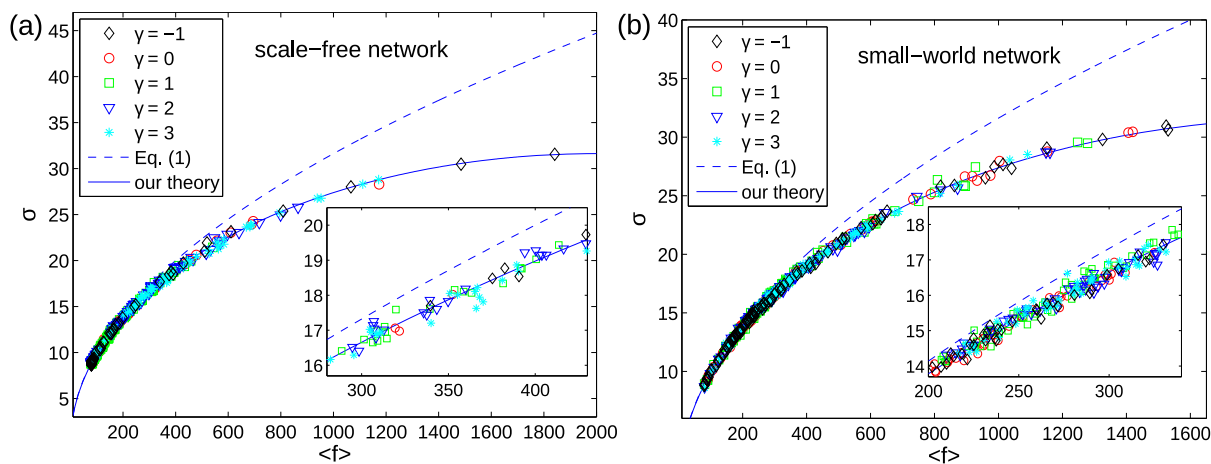 (a)
scale−free network
γ = −1
γ = 0
γ = 1
γ = 2
γ = 3
Eq. (1)
our theory
σ
45
40
35
30
25
20
15
10
5
200 400 600 800 1000 1200 1400 1600 1800 2000
<f>
20
19
18
17
16
300 350 400
(b)
small−world network
γ = −1
γ = 0
γ = 1
γ = 2
γ = 3
Eq. (1)
our theory
σ
40
35
30
25
20
15
10
200 400 600 800 1000 1200 1400 1600
<f>
18
17
16
15
14
200 250 300